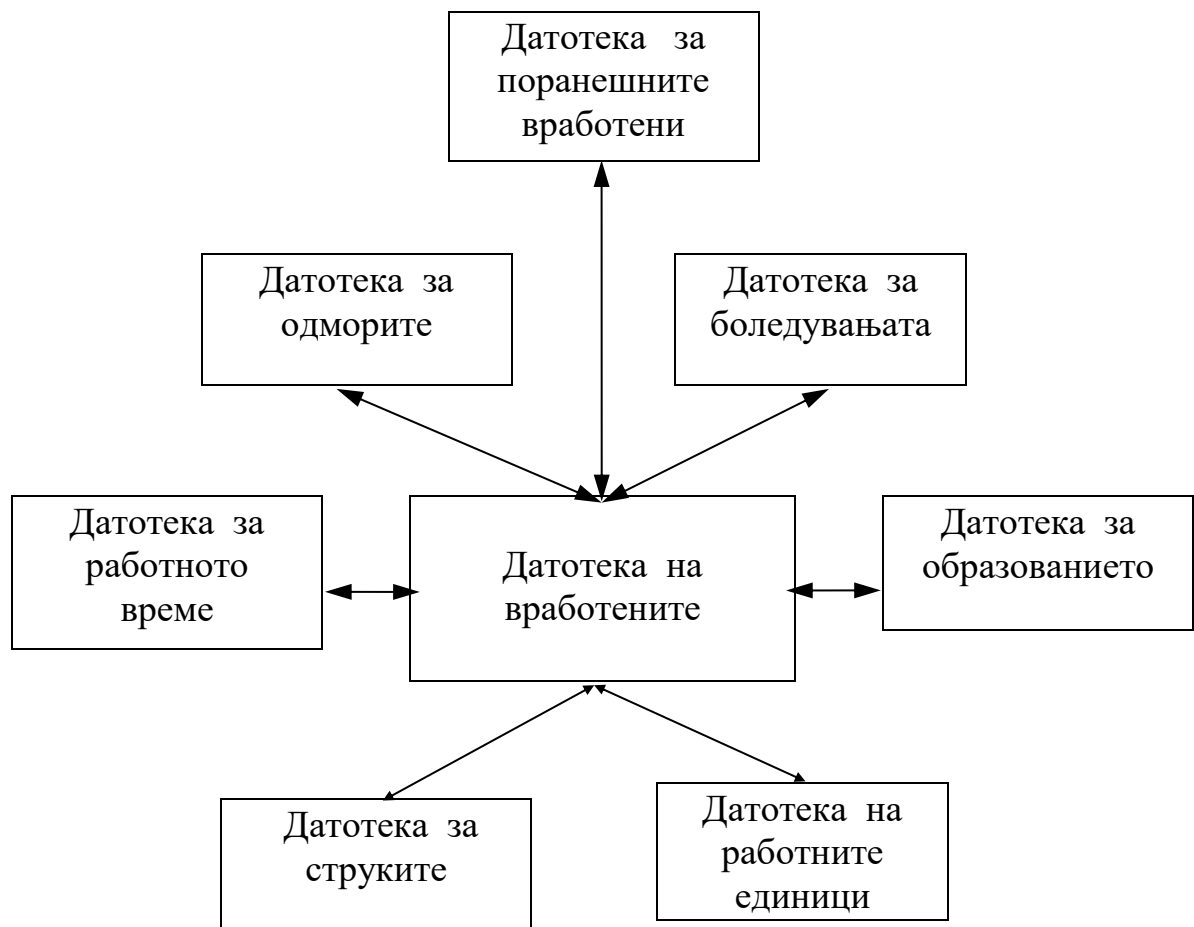 Датотека за
поранешните
вработени
Датотека за
одморите
Датотека за
боледувањата
Датотека за
работното
време
Датотека на
вработените
Датотека за
образованието
Датотека за
струките
Датотека на
работните
единици